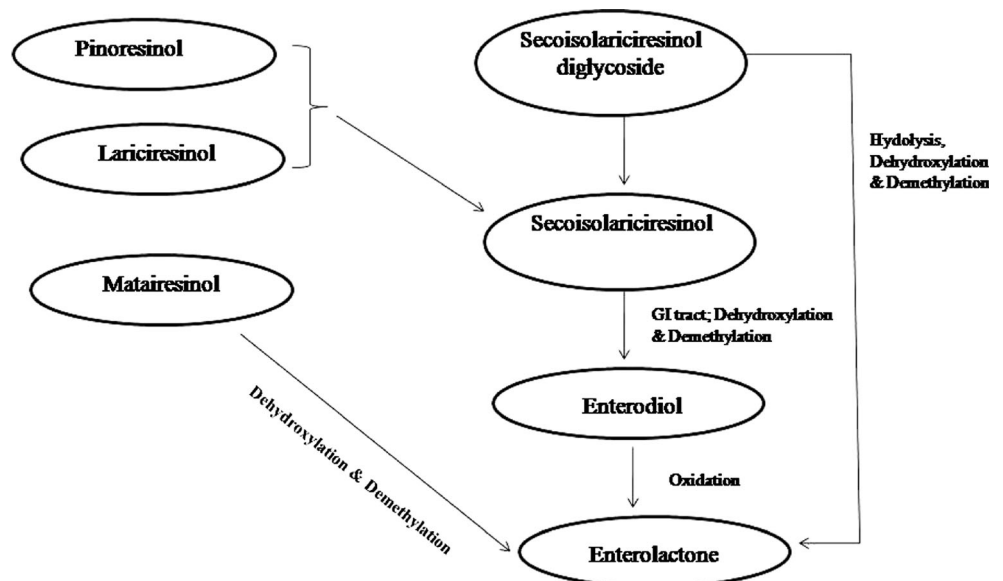 Pinoresinol
Lariciresinol
Matairesinol
Dehydroxylation & Demethylation
Secoisolariciresinol
diglycoside
Secoisolariciresinol
GI tract; Dehydroxylation
& Demethylation
Enterodiol
Oxidation
Enterolactone
Hydolysis,
Dehydroxylation
& Demethylation